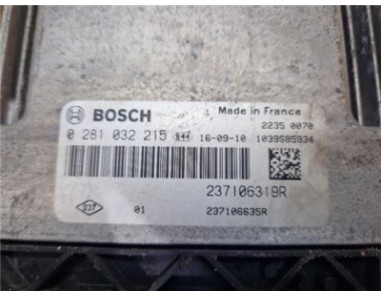 BOSCH Made in France
2235 0070
0 281 032 215 16-09-10 1039S85934
237106319R
01 237106635R